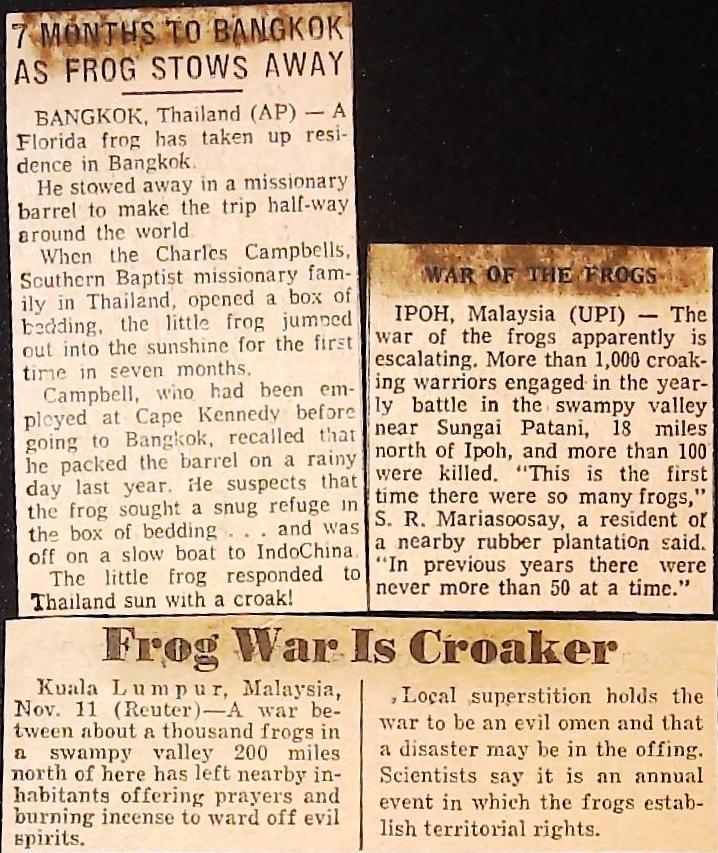 7 MONTHS TO BANGKOK
AS FROG STOWS AWAY
BANGKOK, Thailand (AP) — A
Florida frog has taken up resi-
dence in Bangkok.
He stowed away in a missionary
barrel to make the trip half-way
around the world.
When the Charles Campbells,
Southern Baptist missionary fam-
ily in Thailand, opened a box of
bedding, the little frog jumped
out into the sunshine for the first
time in seven months.
Campbell, who had been em-
ployed at Cape Kennedy before
going to Bangkok, recalled that
he packed the barrel on a rainy
day last year. He suspects that
the frog sought a snug refuge in
the box of bedding . . . and was
off on a slow boat to IndoChina.
The little frog responded to
Thailand sun with a croak!
WAR OF THE FROGS
IPOH, Malaysia (UPI) — The
war of the frogs apparently is
escalating. More than 1,000 croak-
ing warriors engaged in the year-
ly battle in the swampy valley
near Sungai Patani, 18 miles
north of Ipoh, and more than 100
were killed. “This is the first
time there were so many frogs,”
S. R. Mariasoosay, a resident of
a nearby rubber plantation said.
“In previous years there were
never more than 50 at a time.”
Frog War Is Croaker
Kuala Lumpur, Malaysia,
Nov. 11 (Reuter)—A war be-
tween about a thousand frogs in
a swampy valley 200 miles
north of here has left nearby in-
habitants offering prayers and
burning incense to ward off evil
spirits.
Local superstition holds the
war to be an evil omen and that
a disaster may be in the offing.
Scientists say it is an annual
event in which the frogs estab-
lish territorial rights.